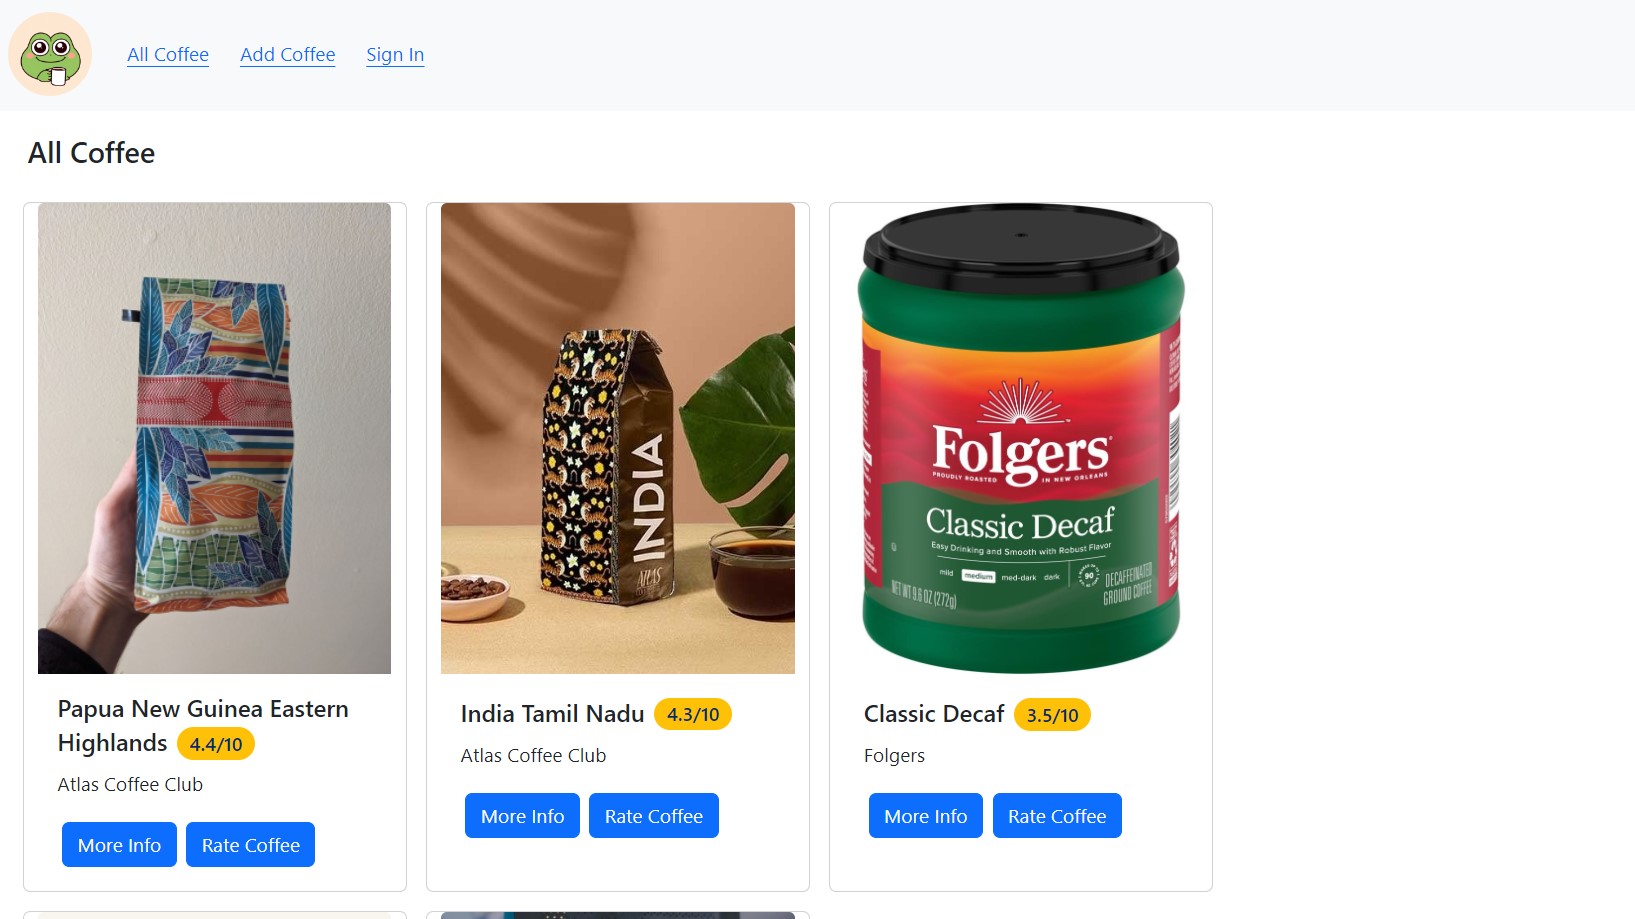 All Coffee
Add Coffee
Sign In
All Coffee
INDIA
ATLAS
Folgers
PROUDLY ROASTED IN NEW ORLEANS
Classic Decaf
Easy Drinking and Smooth with Robust Flavor
mild medium med-dark dark
90
NET WT 9.6 OZ (272g)
DECAFFEINATED
GROUND COFFEE
Papua New Guinea Eastern
Highlands 4.4/10
Atlas Coffee Club
More Info
Rate Coffee
India Tamil Nadu 4.3/10
Atlas Coffee Club
More Info
Rate Coffee
Classic Decaf 3.5/10
Folgers
More Info
Rate Coffee